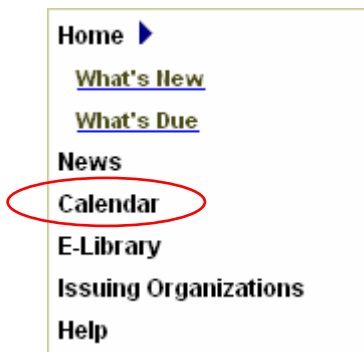 Home
What's New
What's Due
News
Calendar
E-Library
Issuing Organizations
Help